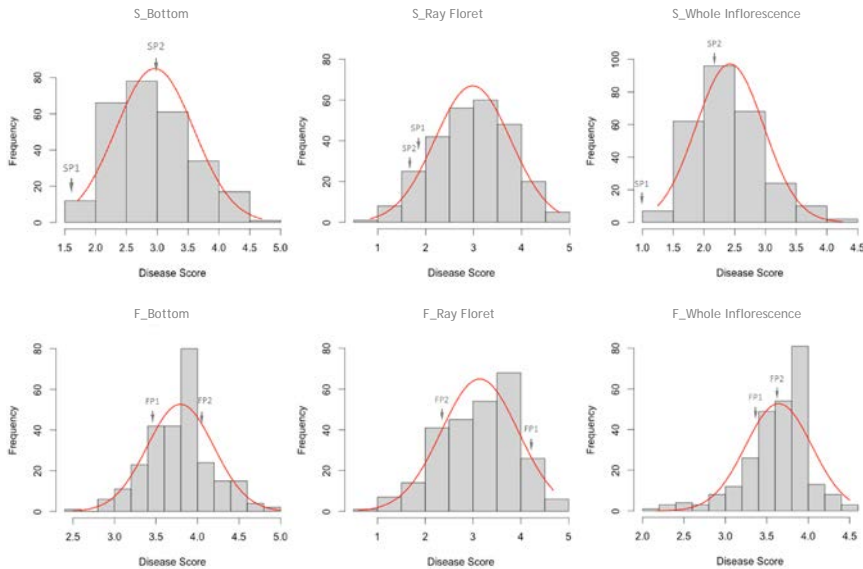 S_Bottom
SP2
SP1
Frequency
0 20 40 60 80
1.5 2.0 2.5 3.0 3.5 4.0 4.5 5.0
Disease Score
S_Ray Floret
SP1
SP2
Frequency
0 20 40 60 80
1 2 3 4 5
Disease Score
S_Whole Inflorescence
SP2
SP1
Frequency
0 20 40 60 80 100
1.0 1.5 2.0 2.5 3.0 3.5 4.0 4.5
Disease Score
F_Bottom
FP1
FP2
Frequency
0 20 40 60 80
2.5 3.0 3.5 4.0 4.5 5.0
Disease Score
F_Ray Floret
FP2
FP1
Frequency
0 20 40 60 80
1 2 3 4 5
Disease Score
F_Whole Inflorescence
FP2
FP1
Frequency
0 20 40 60 80
2.0 2.5 3.0 3.5 4.0 4.5
Disease Score